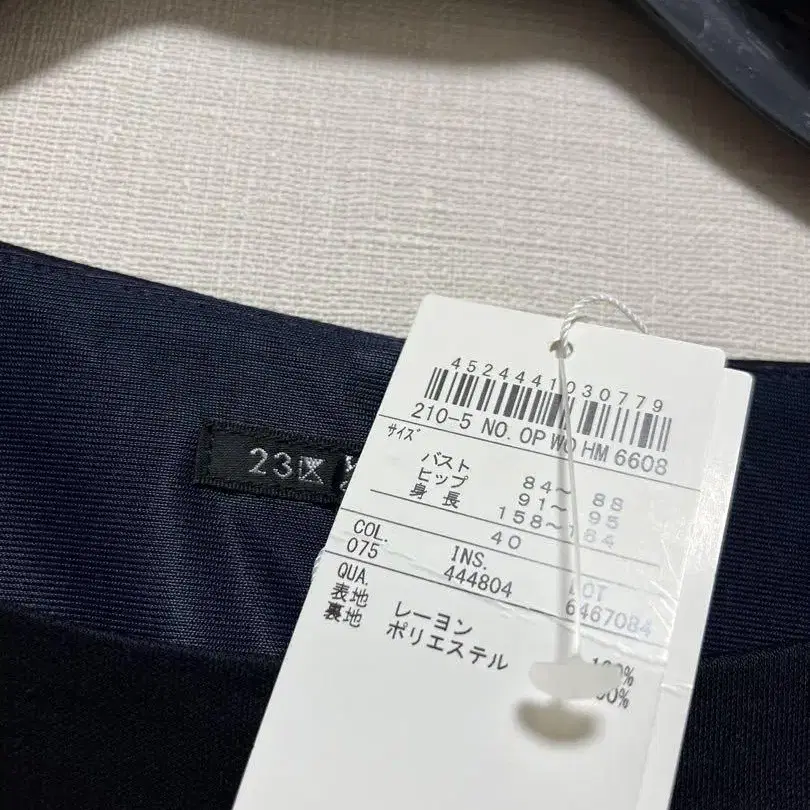 23区
4524441030779
210-5 NO. OP WO HM 6608
サイズ
バスト 84〜 88
ヒップ 91〜 95
身長 158〜164
40
COL. INS. LOT
075 444804 6467084
QUA.
表地 レーヨン 100%
裏地 ポリエステル 100%